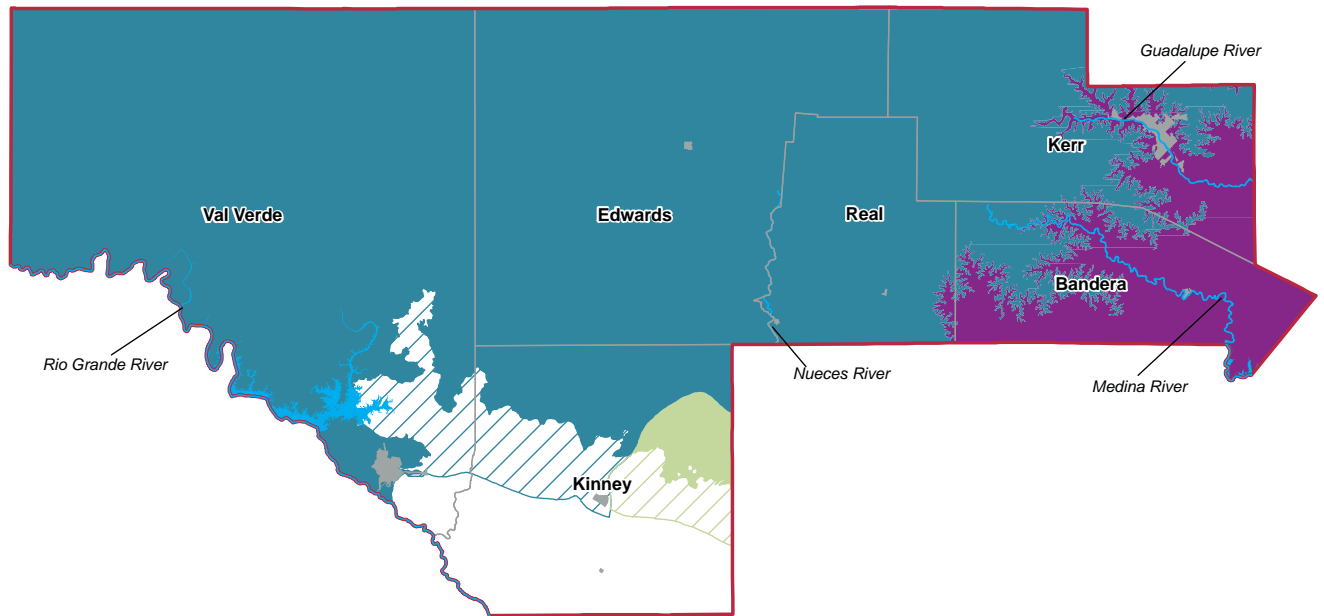 Guadalupe River
Kerr
Val Verde
Edwards
Real
Bandera
Rio Grande River
Nueces River
Medina River
Kinney